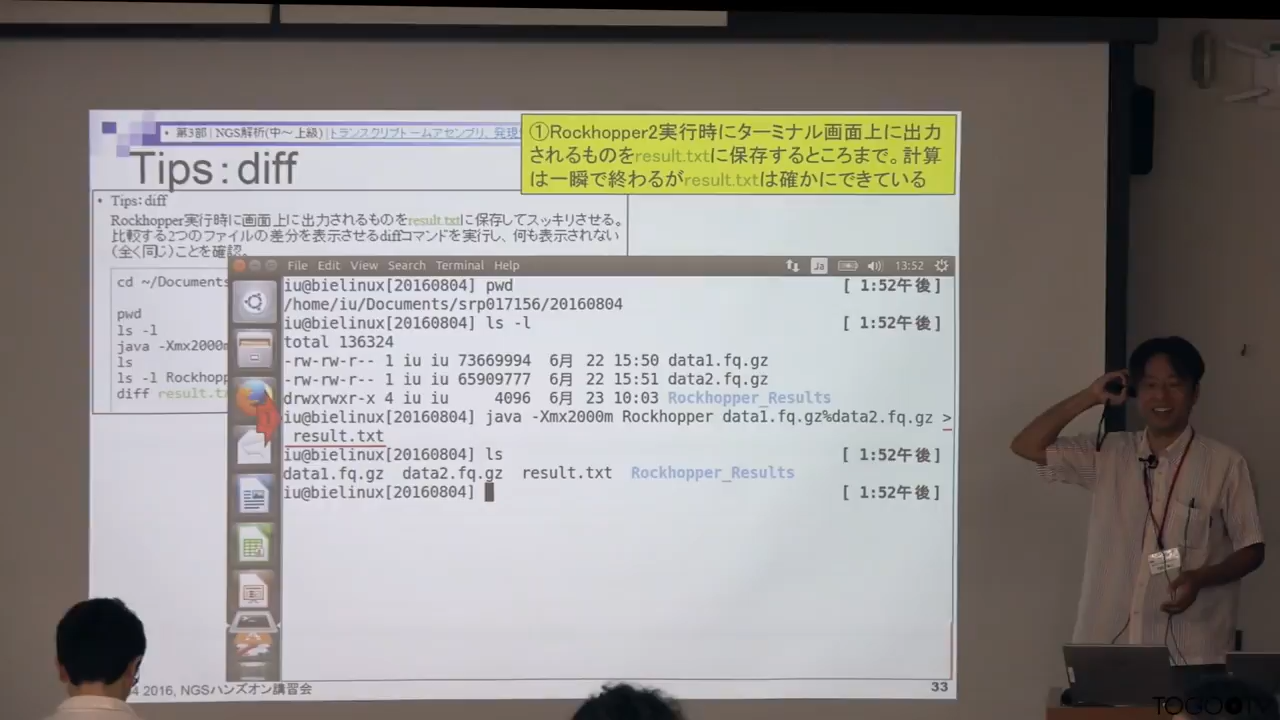 • 第3部 | NGS解析(中～上級) | トランスクリプトームアセンブリ、発現
Tips：diff
①Rockhopper2実行時にターミナル画面上に出力
されるものをresult.txtに保存するところまで。計算
は一瞬で終わるがresult.txtは確かにできている
• Tips：diff
Rockhopper実行時に画面上に出力されるものをresult.txtに保存してスッキリさせる。
比較する2つのファイルの差分を表示させるdiffコマンドを実行し、何も表示されない
（全く同じ）ことを確認。
cd ~/Documents
pwd
ls -l
java -Xmx2000m
ls
ls -l Rockhopp
diff result.tx
File Edit View Search Terminal Help
Ja 13:52
iu@bielinux[20160804] pwd [ 1:52午後]
/home/iu/Documents/srp017156/20160804
iu@bielinux[20160804] ls -l [ 1:52午後]
total 136324
-rw-rw-r-- 1 iu iu 73669994 6月 22 15:50 data1.fq.gz
-rw-rw-r-- 1 iu iu 65909777 6月 22 15:51 data2.fq.gz
drwxrwxr-x 4 iu iu 4096 6月 23 10:03 Rockhopper_Results
iu@bielinux[20160804] java -Xmx2000m Rockhopper data1.fq.gz%data2.fq.gz >
result.txt
iu@bielinux[20160804] ls [ 1:52午後]
data1.fq.gz data2.fq.gz result.txt Rockhopper_Results
iu@bielinux[20160804] [ 1:52午後]
4 2016, NGSハンズオン講習会
33
TOGO TV